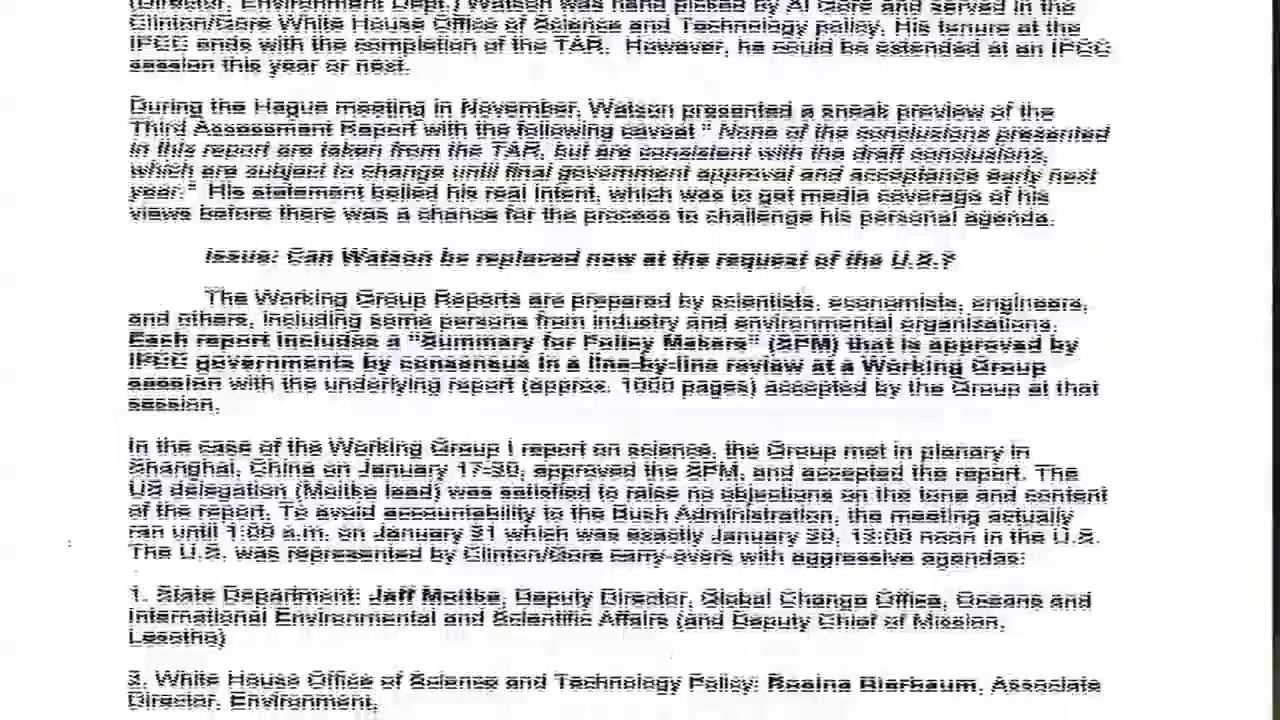 (Director, Environment Dept.) Watson was hand picked by Al Gore and served in the
Clinton/Gore White House Office of Science and Technology policy. His tenure at the
IPCC ends with the completion of the TAR. However, he could be extended at an IPCC
session this year or next.
During the Hague meeting in November, Watson presented a sneak preview of the
Third Assessment Report with the following caveat " None of the conclusions presented
in this report are taken from the TAR, but are consistent with the draft conclusions,
which are subject to change until final government approval and acceptance early next
year." His statement belied his real intent, which was to get media coverage of his
views before there was a chance for the process to challenge his personal agenda.
Issue: Can Watson be replaced now at the request of the U.S.?
The Working Group Reports are prepared by scientists, economists, engineers,
and others, including some persons from industry and environmental organizations.
Each report includes a "Summary for Policy Makers" (SPM) that is approved by
IPCC governments by consensus in a line-by-line review at a Working Group
session with the underlying report (approx. 1000 pages) accepted by the Group at that
session.
In the case of the Working Group I report on science, the Group met in plenary in
Shanghai, China on January 17-20, approved the SPM, and accepted the report. The
US delegation (Moitke lead) was satisfied to raise no objections on the tone and content
of the report. To avoid accountability to the Bush Administration, the meeting actually
ran until 1:00 a.m. on January 21 which was exactly January 20, 12:00 noon in the U.S.
The U.S. was represented by Clinton/Gore carry-overs with aggressive agendas:
1. State Department: Jeff Moitke, Deputy Director, Global Change Office, Oceans and
International Environmental and Scientific Affairs (and Deputy Chief of Mission,
Lesotho)
2. White House Office of Science and Technology Policy: Rosina Bierbaum, Associate
Director, Environment.